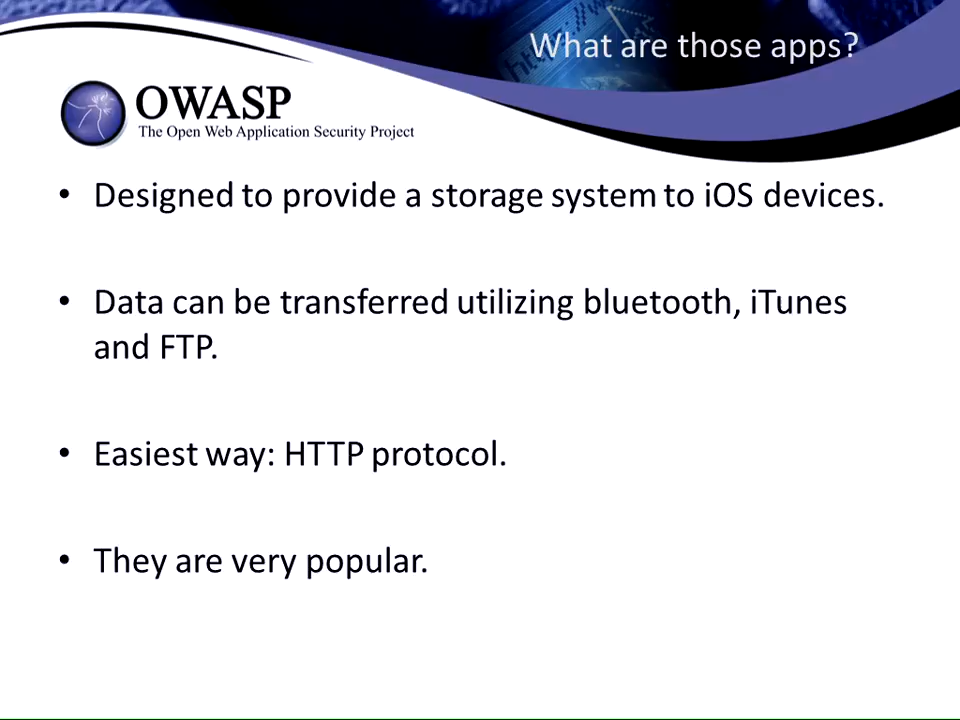 What are those apps?
OWASP
The Open Web Application Security Project
• Designed to provide a storage system to iOS devices.
• Data can be transferred utilizing bluetooth, iTunes
and FTP.
• Easiest way: HTTP protocol.
• They are very popular.